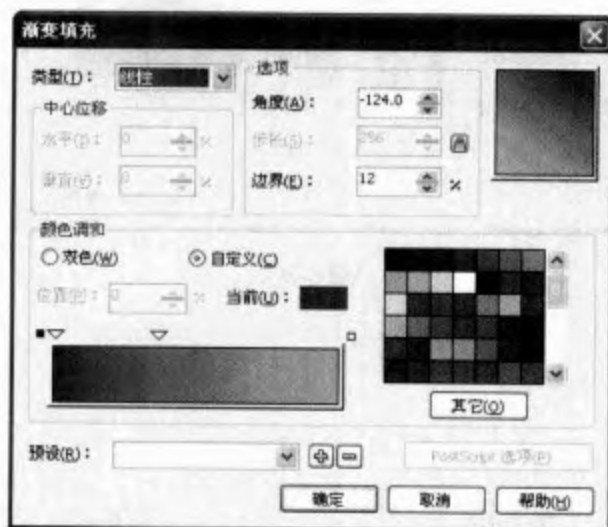 渐变填充
类型(T)： 线性
选项
中心位移
角度(A)： -124.0
水平(I)： 0 %
步长(S)： 256
垂直(V)： 0 %
边界(E)： 12 %
颜色调和
双色(W) 自定义(C)
位置(P)： 0 % 当前(U)：
其它(O)
预设(R)：
PostScript 选项(P)
确定 取消 帮助(H)